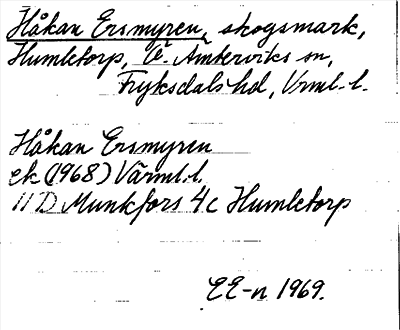 Håkan Ersmyren, skogsmark,
Humletorp, Ö. Ämterviks sn,
Fryksdals hd, Vrml. l.
Håkan Ersmyren
ek (1968) Värml. l.
11 D Munkfors 4c Humletorp
EE-n 1969.